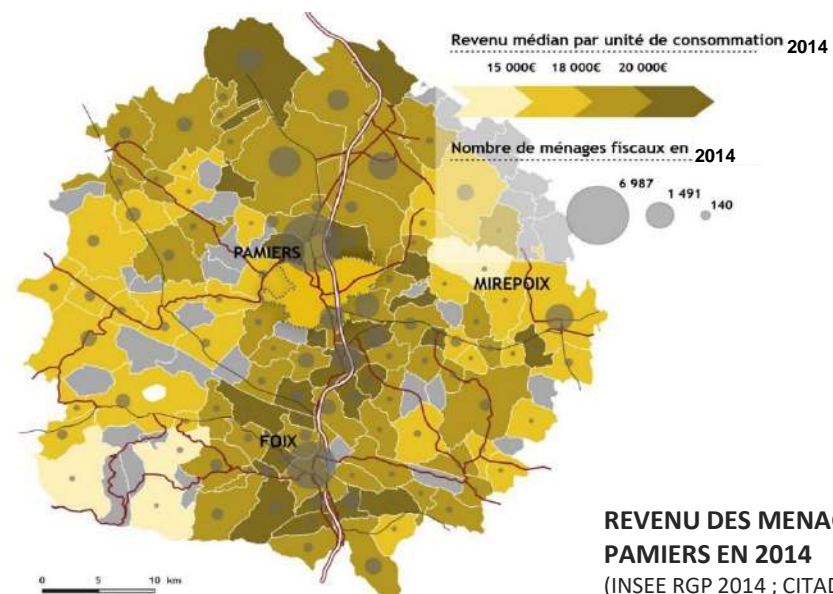 Revenu médian par unité de consommation 2014
15 000€ 18 000€ 20 000€
Nombre de ménages fiscaux en 2014
6 987
1 491
140
PAMIERS
MIREPOIX
FOIX
0 5 10 km
REVENU DES MENA
PAMIERS EN 2014
(INSEE RGP 2014 ; CITAD